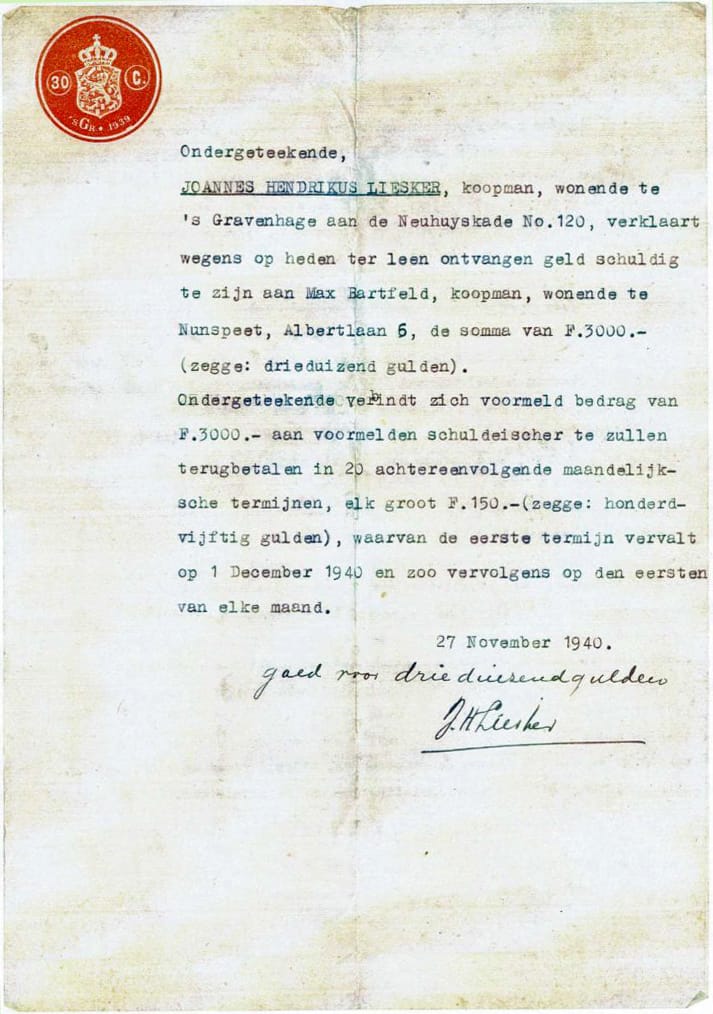 30 C.
'sGR. 1939
Ondergeteekende,
JOANNES HENDRIKUS LIESKER, koopman, wonende te
's Gravenhage aan de Neuhuyskade No.120, verklaart
wegens op heden ter leen ontvangen geld schuldig
te zijn aan Max Bartfeld, koopman, wonende te
Nunspeet, Albertlaan 6, de somma van F.3000.-
(zegge: drieduizend gulden).
Ondergeteekende verbindt zich voormeld bedrag van
F.3000.- aan voormelden schuldeischer te zullen
terugbetalen in 20 achtereenvolgende maandelijk-
sche termijnen, elk groot F.150.-(zegge: honderd-
vijftig gulden), waarvan de eerste termijn vervalt
op 1 December 1940 en zoo vervolgens op den eersten
van elke maand.
27 November 1940.
goed voor drieduizend gulden
J.H Liesker